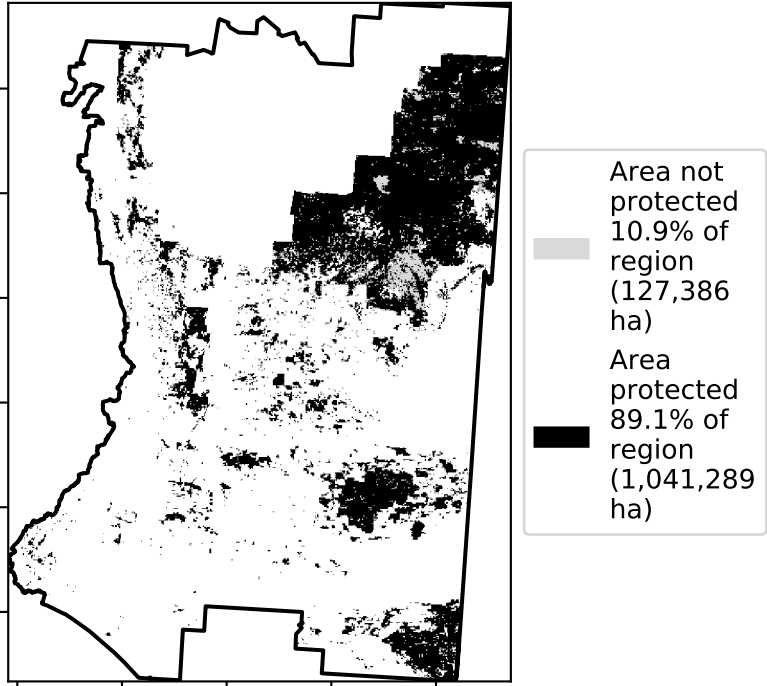 Area not
protected
10.9% of
region
(127,386
ha)
Area
protected
89.1% of
region
(1,041,289
ha)